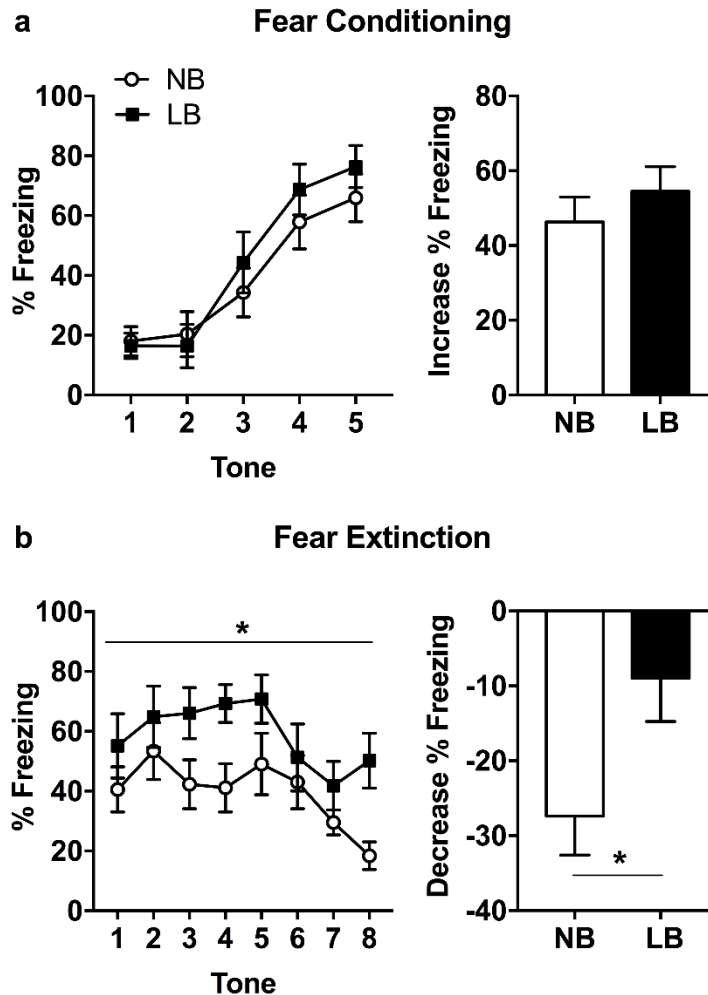 a Fear Conditioning
NB
LB
100
80
60
40
20
0
% Freezing
1 2 3 4 5
Tone
80
60
40
20
0
Increase % Freezing
NB LB
b Fear Extinction
*
100
80
60
40
20
0
% Freezing
1 2 3 4 5 6 7 8
Tone
0
-10
-20
-30
-40
Decrease % Freezing
*
NB LB